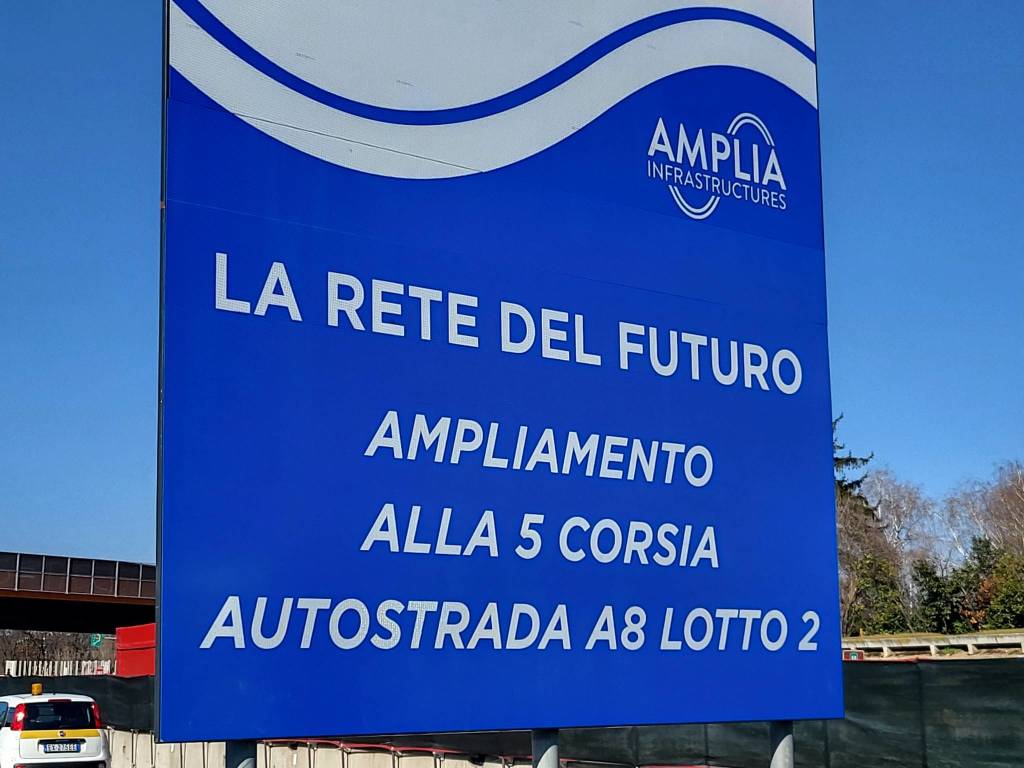 AMPLIA
INFRASTRUCTURES
LA RETE DEL FUTURO
AMPLIAMENTO
ALLA 5 CORSIA
AUTOSTRADA A8 LOTTO 2